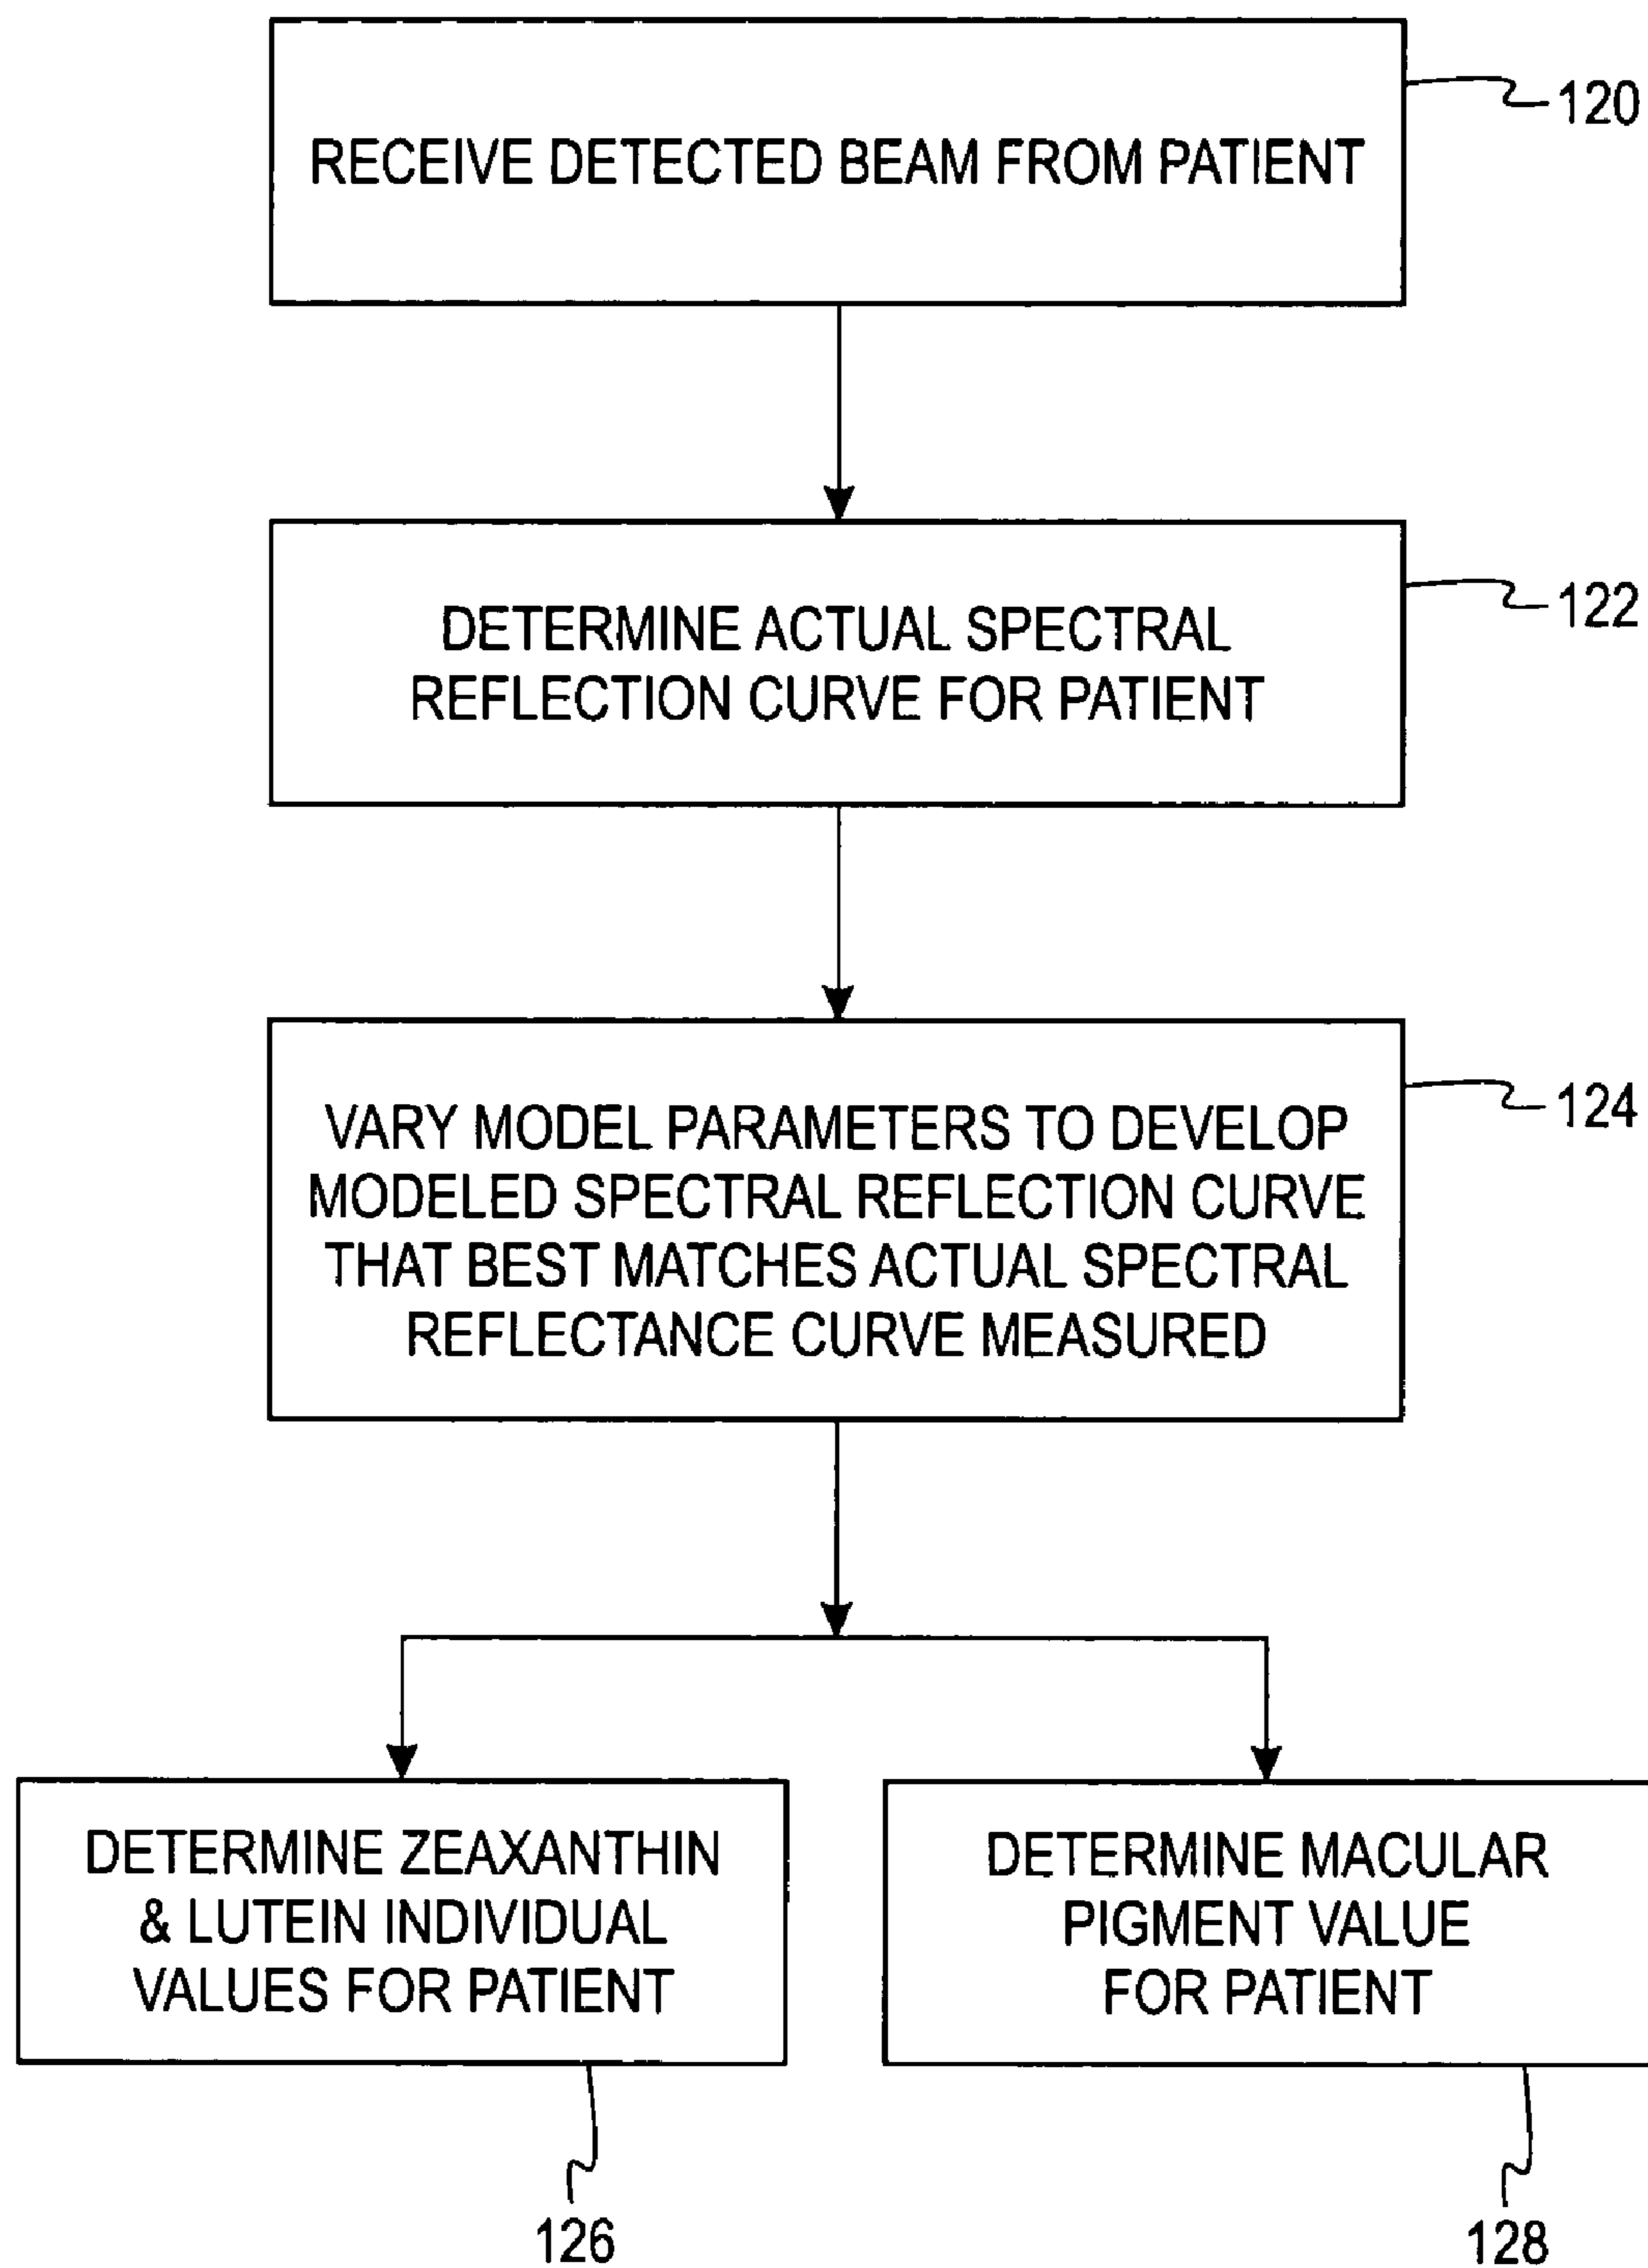 RECEIVE DETECTED BEAM FROM PATIENT
120
DETERMINE ACTUAL SPECTRAL
REFLECTION CURVE FOR PATIENT
122
VARY MODEL PARAMETERS TO DEVELOP
MODELED SPECTRAL REFLECTION CURVE
THAT BEST MATCHES ACTUAL SPECTRAL
REFLECTANCE CURVE MEASURED
124
DETERMINE ZEAXANTHIN
& LUTEIN INDIVIDUAL
VALUES FOR PATIENT
126
DETERMINE MACULAR
PIGMENT VALUE
FOR PATIENT
128